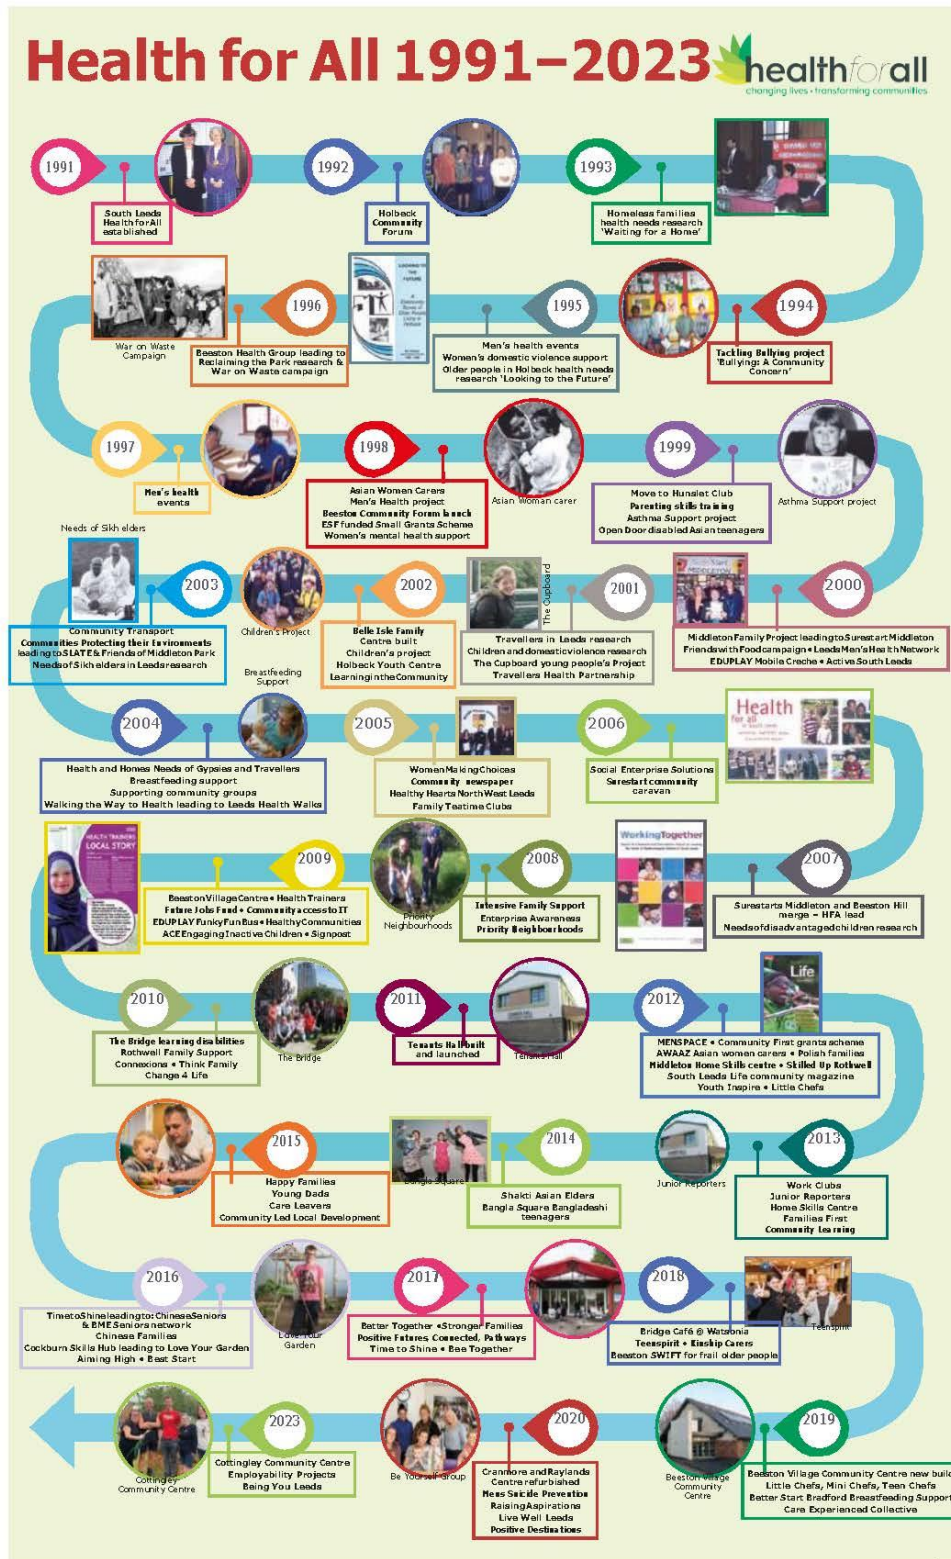 Health for All 1991–2023
healthforall
changing lives • transforming communities
1991
South Leeds
Health for All
established
1992
Holbeck
Community
Forum
1993
Homeless families
health needs research
'Waiting for a Home'
1994
Tackling Bullying project
'Bullying: A Community
Concern'
1995
Men's health events
Women's domestic violence support
Older people in Holbeck health needs
research 'Looking to the Future'
1996
Beeston Health Group leading to
Reclaiming the Park research &
War on Waste campaign
War on Waste
Campaign
1997
Men's health
events
1998
Asian Women Carers
Men's Health project
Beeston Community Forum launch
ESF funded Small Grants Scheme
Women's mental health support
Asian Woman carer
1999
Move to Hunslet Club
Parenting skills training
Asthma Support project
Open Door disabled Asian teenagers
Asthma Support project
2000
Middleton Family Project leading to Surestart Middleton
Friends with Food campaign • Leeds Men's Health Network
EDUPLAY Mobile Creche • Active South Leeds
2001
The Cupboard
Travellers in Leeds research
Children and domestic violence research
The Cupboard young people's Project
Travellers Health Partnership
2002
Belle Isle Family
Centre built
Children's project
Holbeck Youth Centre
Learning in the Community
Children's Project
2003
Needs of Sikh elders
Community Transport
Communities Protecting their Environments
leading to SLATE & Friends of Middleton Park
Needs of Sikh elders in Leeds research
2004
Breastfeeding
Support
Health and Homes Needs of Gypsies and Travellers
Breastfeeding support
Supporting community groups
Walking the Way to Health leading to Leeds Health Walks
2005
Women Making Choices
Community newspaper
Healthy Hearts North West Leeds
Family Teatime Clubs
2006
Social Enterprise Solutions
Surestart community
caravan
Health
for all
2007
Surestarts Middleton and Beeston Hill
merge – HFA lead
Needs of disadvantaged children research
WorkingTogether
2008
Intensive Family Support
Enterprise Awareness
Priority Neighbourhoods
Priority
Neighbourhoods
2009
Beeston Village Centre • Health Trainers
Future Jobs Fund • Community access to IT
EDUPLAY Funky Fun Bus • Healthy Communities
ACE Engaging Inactive Children • Signpost
HEALTH TRAINERS
LOCAL STORY
2010
The Bridge learning disabilities
Rothwell Family Support
Connexions • Think Family
Change 4 Life
The Bridge
2011
Tenants Hall built
and launched
Tenants Hall
2012
Life
MENSPACE • Community First grants scheme
AWAAZ Asian women carers • Polish families
Middleton Home Skills centre • Skilled Up Rothwell
South Leeds Life community magazine
Youth Inspire • Little Chefs
2013
Work Clubs
Junior Reporters
Home Skills Centre
Families First
Community Learning
Junior Reporters
2014
Shakti Asian Elders
Bangla Square Bangladeshi
teenagers
Bangla Square
2015
Happy Families
Young Dads
Care Leavers
Community Led Local Development
2016
Time to Shine leading to: Chinese Seniors
& BME Seniors network
Chinese Families
Cockburn Skills Hub leading to Love Your Garden
Aiming High • Best Start
Love Your
Garden
2017
Better Together • Stronger Families
Positive Futures, Connected, Pathways
Time to Shine • Bee Together
2018
Bridge Café @ Watsonia
Teenspirit • Kinship Carers
Beeston SWIFT for frail older people
Teenspirit
2019
Beeston Village Community Centre new build
Little Chefs, Mini Chefs, Teen Chefs
Better Start Bradford Breastfeeding Support
Care Experienced Collective
Beeston Village
Community
Centre
2020
Cranmore and Raylands
Centre refurbished
Mens Suicide Prevention
Raising Aspirations
Live Well Leeds
Positive Destinations
Be Yourself Group
2023
Cottingley Community Centre
Employability Projects
Being You Leeds
Cottingley
Community Centre